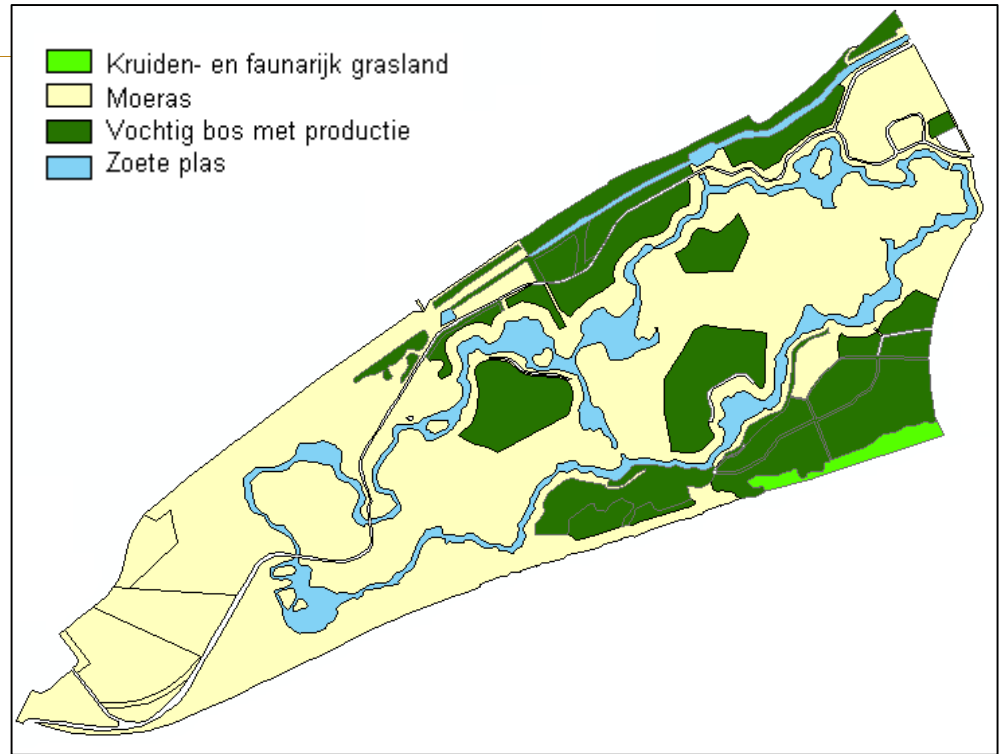 Kruiden- en faunarijk grasland
Moeras
Vochtig bos met productie
Zoete plas